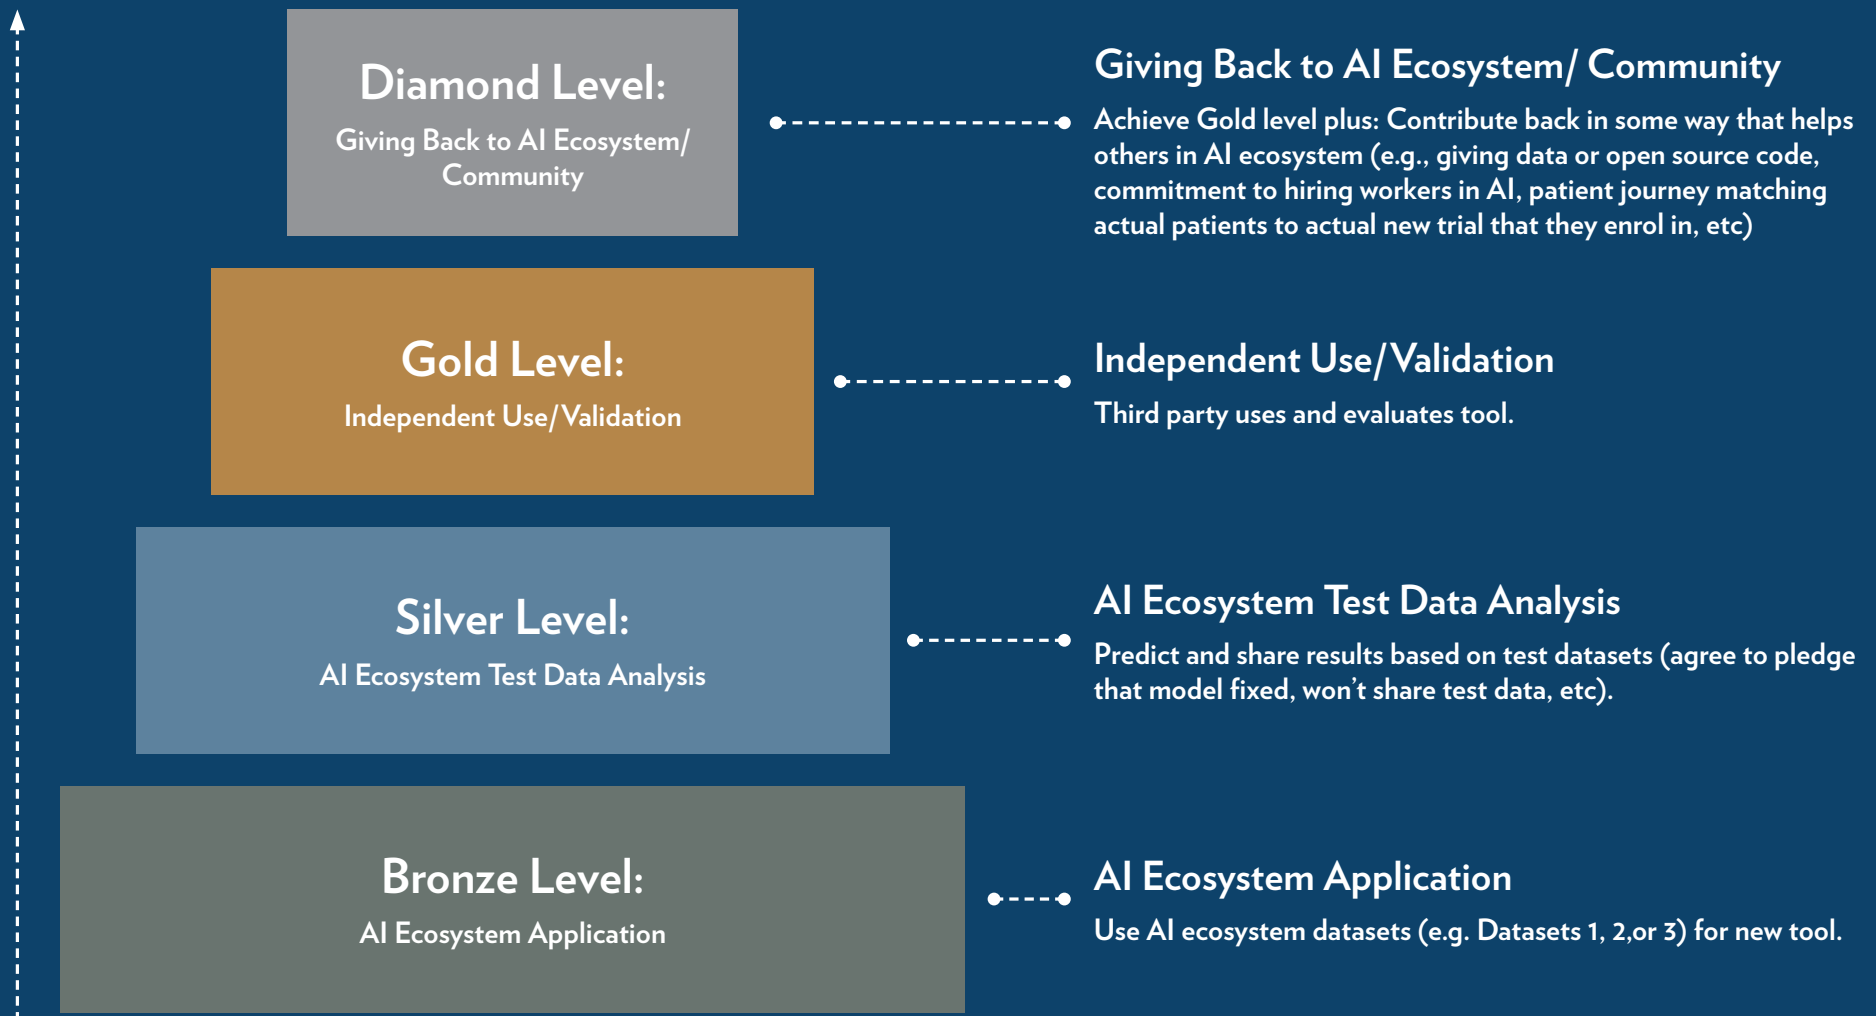 Diamond Level:
Giving Back to AI Ecosystem/
Community
Giving Back to AI Ecosystem/ Community
Achieve Gold level plus: Contribute back in some way that helps
others in AI ecosystem (e.g., giving data or open source code,
commitment to hiring workers in AI, patient journey matching
actual patients to actual new trial that they enrol in, etc)
Gold Level:
Independent Use/Validation
Independent Use/Validation
Third party uses and evaluates tool.
Silver Level:
AI Ecosystem Test Data Analysis
AI Ecosystem Test Data Analysis
Predict and share results based on test datasets (agree to pledge
that model fixed, won’t share test data, etc).
Bronze Level:
AI Ecosystem Application
AI Ecosystem Application
Use AI ecosystem datasets (e.g. Datasets 1, 2,or 3) for new tool.